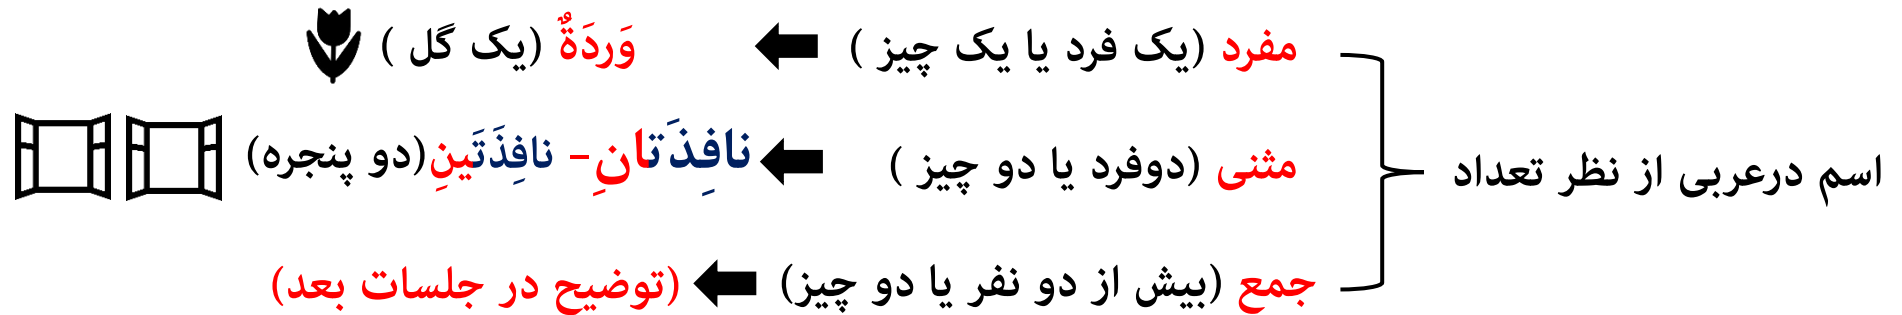 مفرد (یک فرد یا یک چیز ) وَردَةٌ (یک گل )
اسم درعربی از نظر تعداد مثنی (دوفرد یا دو چیز ) نافِذَتانِ - نافِذَتَینِ(دو پنجره)
جمع (بیش از دو نفر یا دو چیز) (توضیح در جلسات بعد)